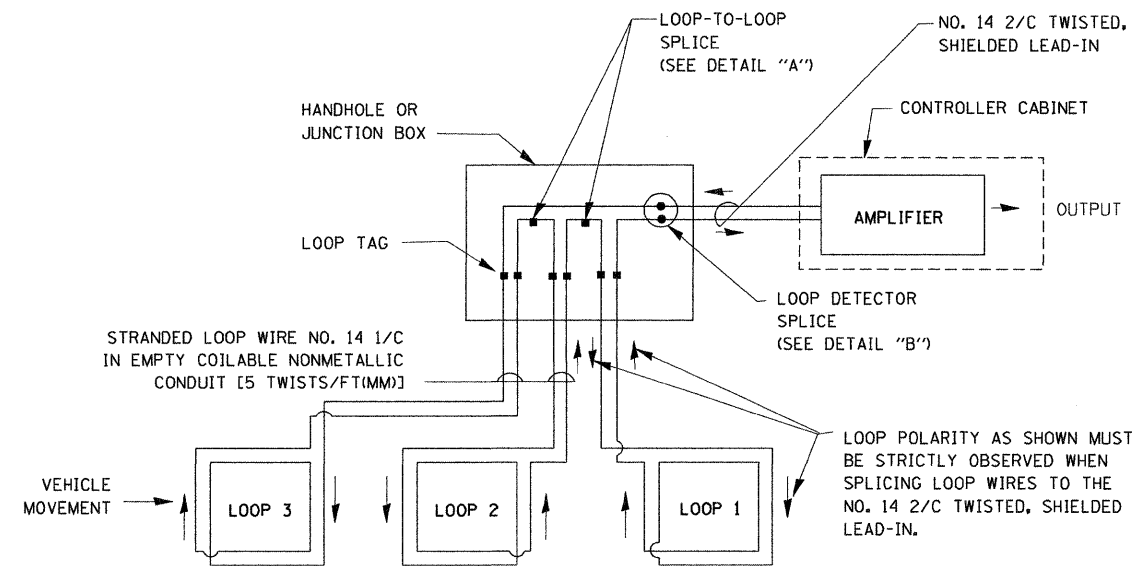 LOOP-TO-LOOP
SPLICE
(SEE DETAIL "A")
NO. 14 2/C TWISTED,
SHIELDED LEAD-IN
HANDHOLE OR
JUNCTION BOX
CONTROLLER CABINET
AMPLIFIER
OUTPUT
LOOP TAG
LOOP DETECTOR
SPLICE
(SEE DETAIL "B")
STRANDED LOOP WIRE NO. 14 1/C
IN EMPTY COILABLE NONMETALLIC
CONDUIT [5 TWISTS/FT(MM)]
LOOP POLARITY AS SHOWN MUST
BE STRICTLY OBSERVED WHEN
SPLICING LOOP WIRES TO THE
NO. 14 2/C TWISTED, SHIELDED
LEAD-IN.
VEHICLE
MOVEMENT
LOOP 3
LOOP 2
LOOP 1